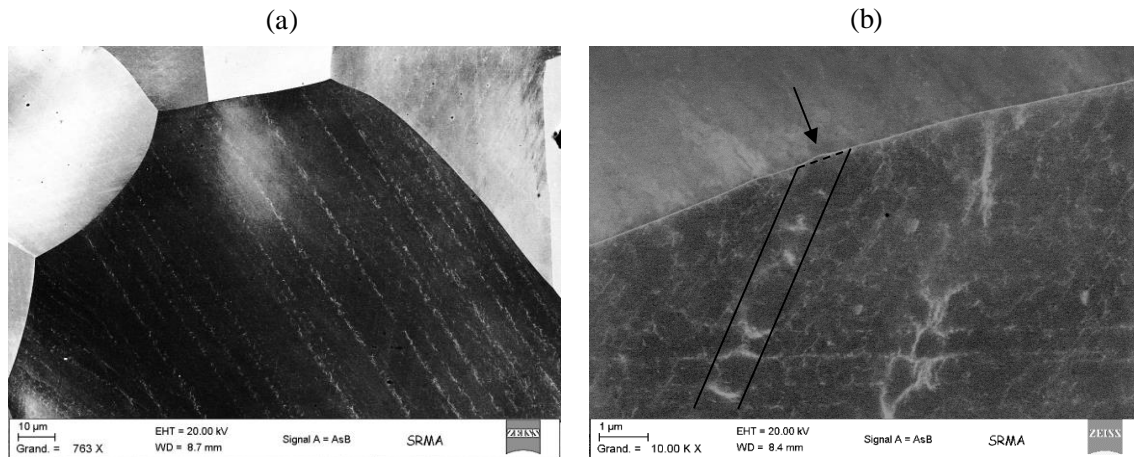 (a)
(b)
10 µm
Grand. = 763 X
EHT = 20.00 kV
WD = 8.7 mm
Signal A = AsB
SRMA
ZEISS
1 µm
Grand. = 10.00 K X
EHT = 20.00 kV
WD = 8.4 mm
Signal A = AsB
SRMA
ZEISS